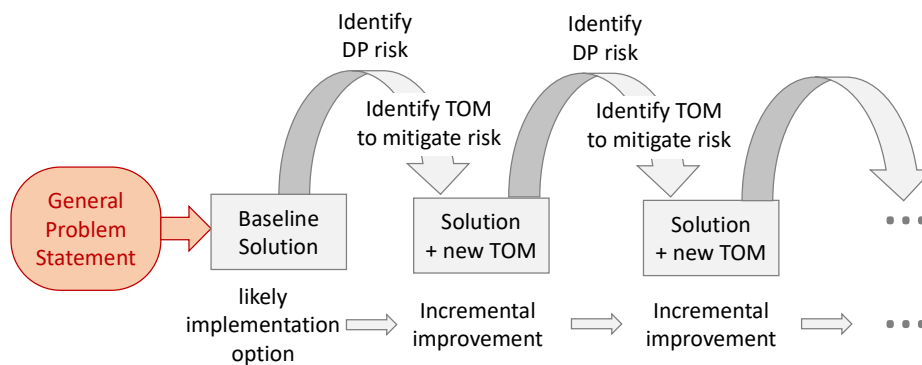 Identify
DP risk
Identify
DP risk
Identify TOM
to mitigate risk
Identify TOM
to mitigate risk
General
Problem
Statement
Baseline
Solution
Solution
+ new TOM
Solution
+ new TOM
...
likely
implementation
option
Incremental
improvement
Incremental
improvement
...